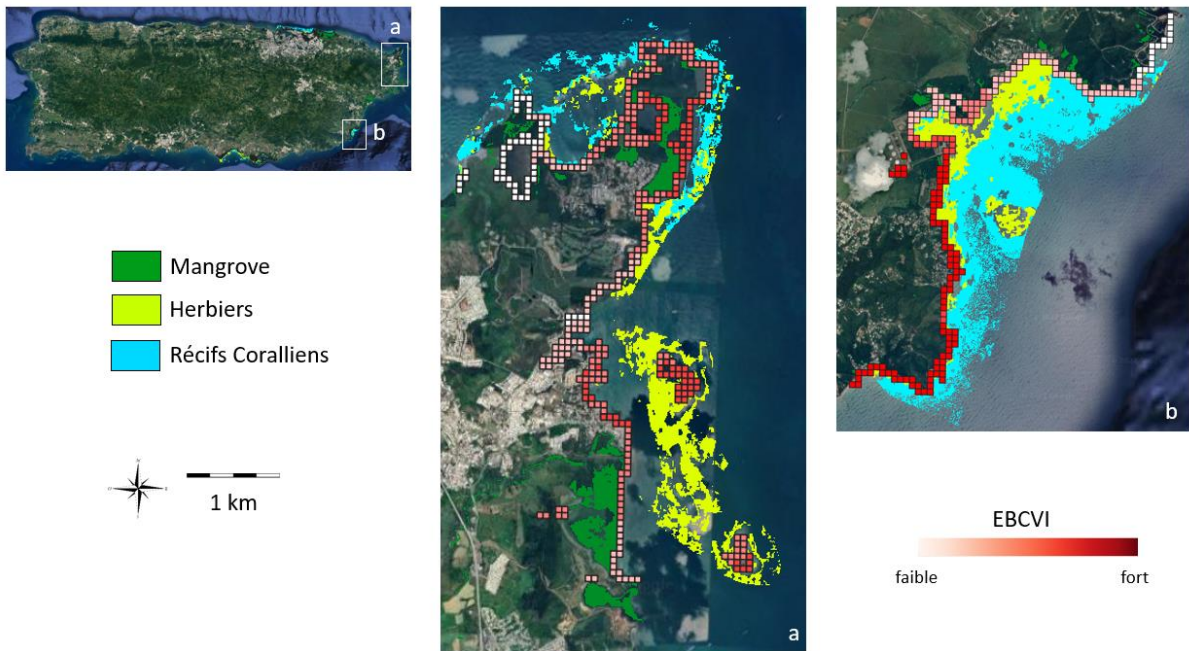 a
b
Mangrove
Herbiers
Récifs Coralliens
1 km
a
b
EBCVI
faible
fort